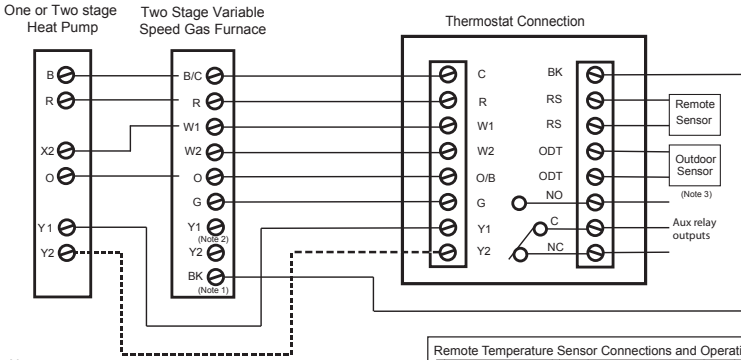 One or Two stage
Heat Pump
Two Stage Variable
Speed Gas Furnace
Thermostat Connection
B
R
X2
O
Y1
Y2
B/C
R
W1
W2
O
G
Y1
(Note 2)
Y2
BK
(Note 1)
C
R
W1
W2
O/B
G
Y1
Y2
BK
RS
RS
ODT
ODT
NO
C
NC
Remote
Sensor
Outdoor
Sensor
(Note 3)
Aux relay
outputs
Remote Temperature Sensor Connections and Operati